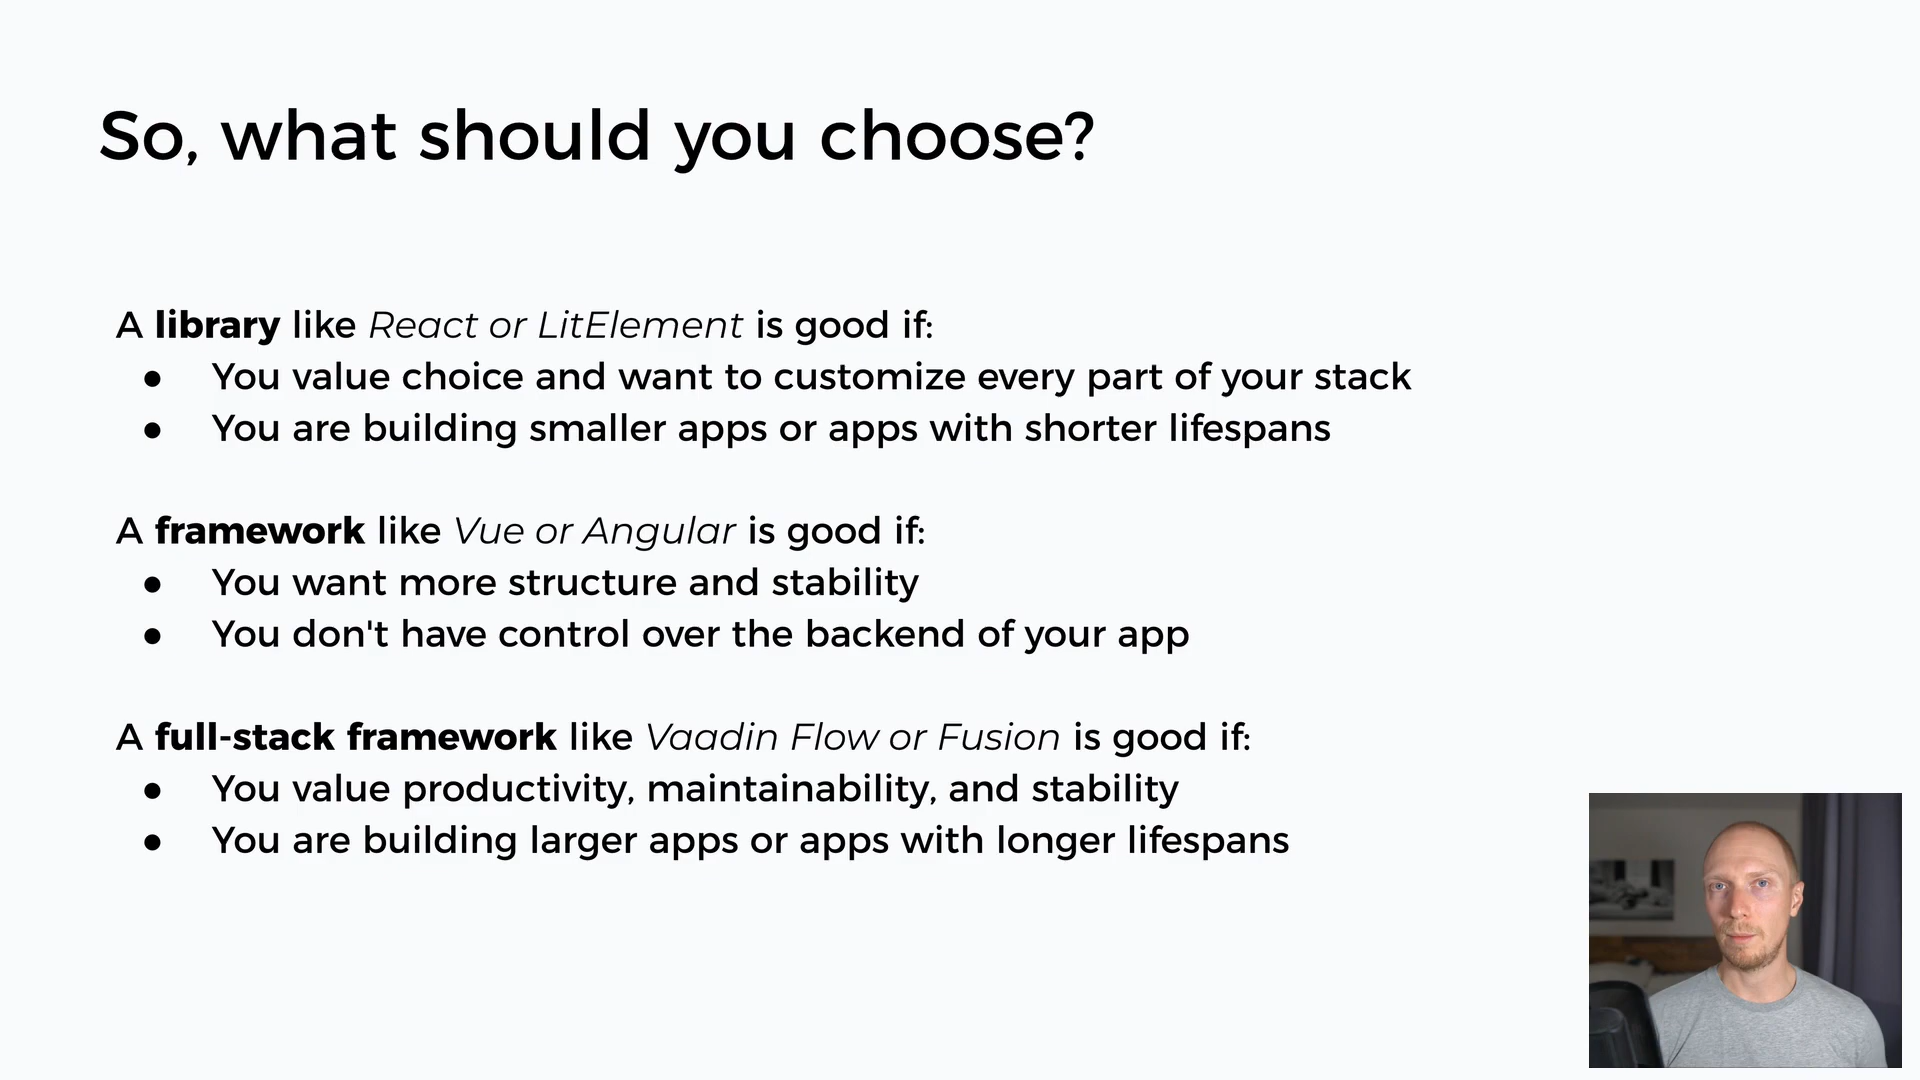 So, what should you choose?
A library like React or LitElement is good if:
● You value choice and want to customize every part of your stack
● You are building smaller apps or apps with shorter lifespans
A framework like Vue or Angular is good if:
● You want more structure and stability
● You don't have control over the backend of your app
A full-stack framework like Vaadin Flow or Fusion is good if:
● You value productivity, maintainability, and stability
● You are building larger apps or apps with longer lifespans